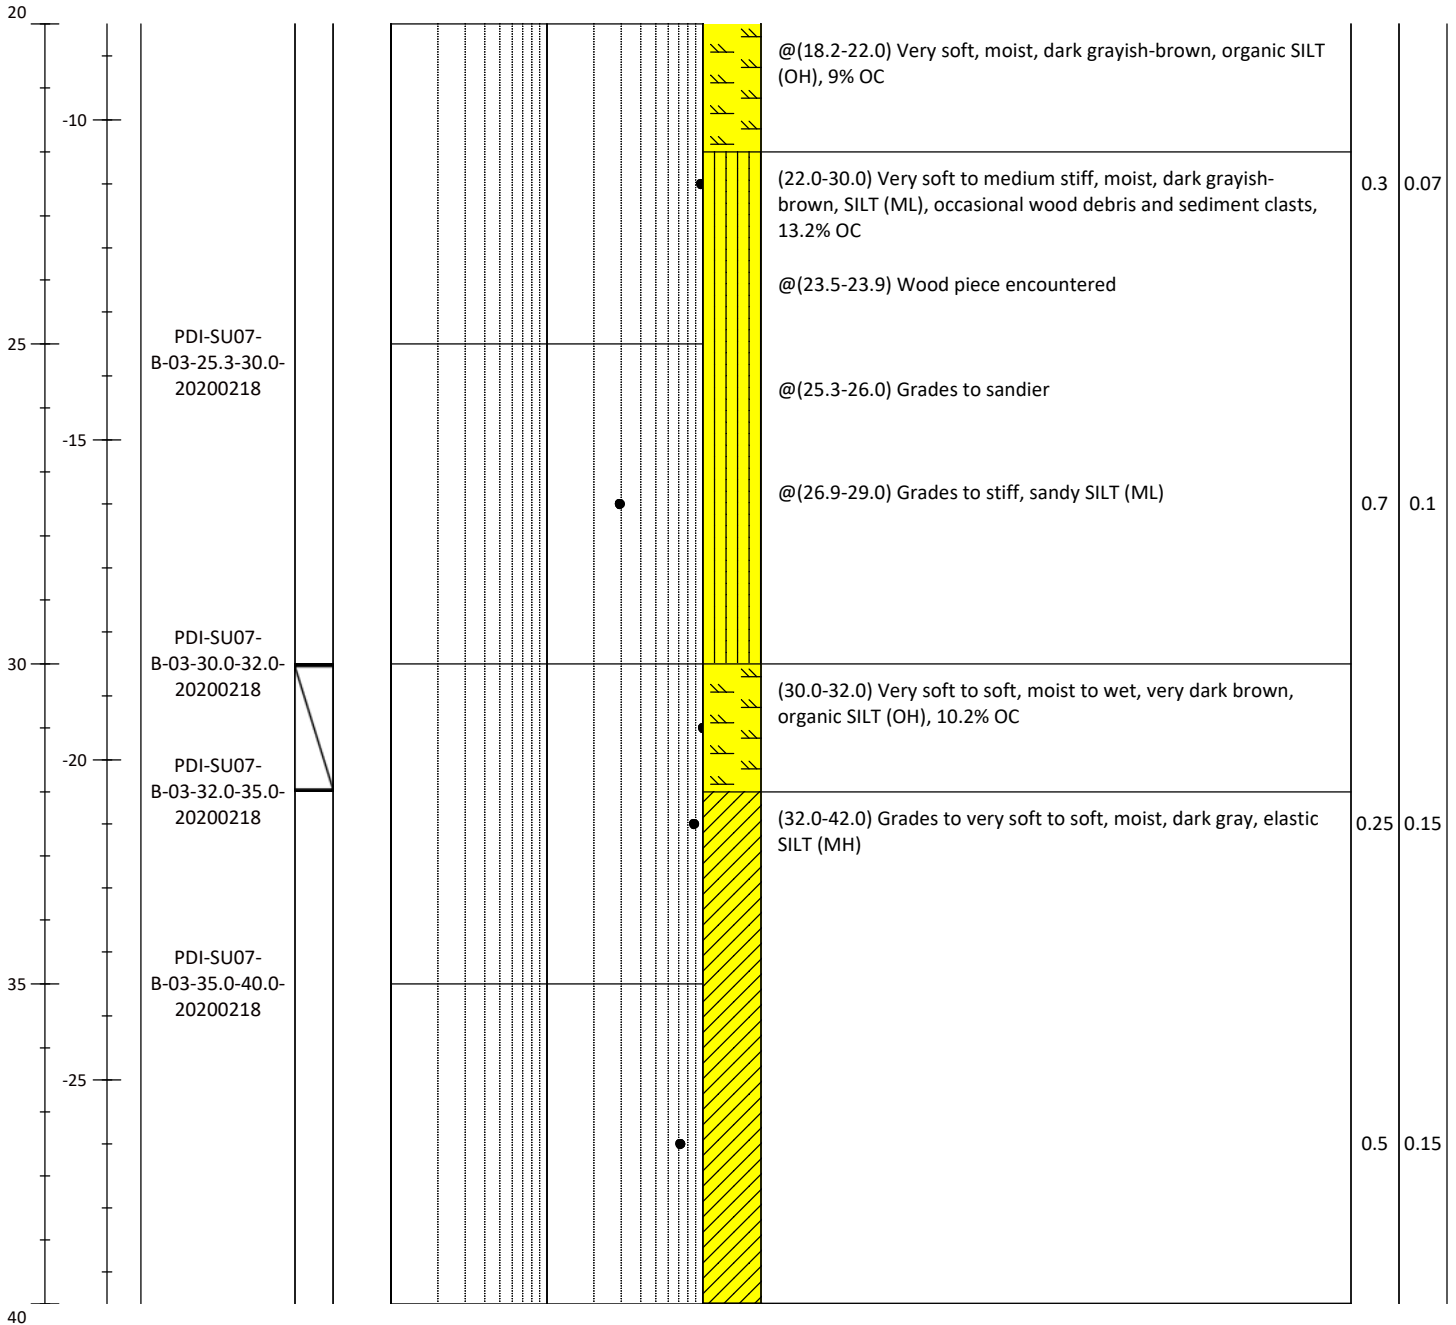 20
@(18.2-22.0) Very soft, moist, dark grayish-brown, organic SILT
(OH), 9% OC
-10
(22.0-30.0) Very soft to medium stiff, moist, dark grayish-
brown, SILT (ML), occasional wood debris and sediment clasts,
13.2% OC
0.3 0.07
@(23.5-23.9) Wood piece encountered
25
PDI-SU07-
B-03-25.3-30.0-
20200218
@(25.3-26.0) Grades to sandier
-15
@(26.9-29.0) Grades to stiff, sandy SILT (ML)
0.7 0.1
30
PDI-SU07-
B-03-30.0-32.0-
20200218
(30.0-32.0) Very soft to soft, moist to wet, very dark brown,
organic SILT (OH), 10.2% OC
-20
PDI-SU07-
B-03-32.0-35.0-
20200218
(32.0-42.0) Grades to very soft to soft, moist, dark gray, elastic
SILT (MH)
0.25 0.15
35
PDI-SU07-
B-03-35.0-40.0-
20200218
-25
0.5 0.15
40